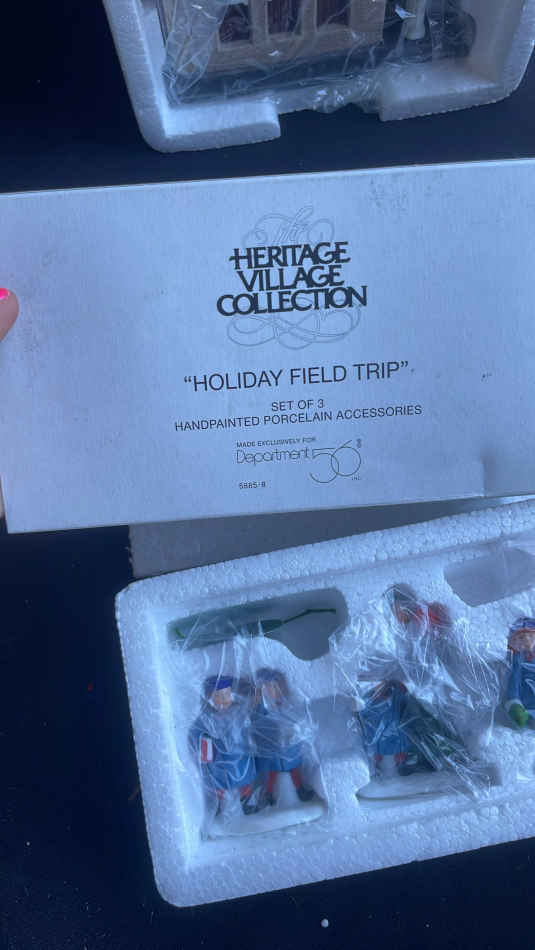 The
HERITAGE
VILLAGE
COLLECTION
“HOLIDAY FIELD TRIP”
SET OF 3
HANDPAINTED PORCELAIN ACCESSORIES
MADE EXCLUSIVELY FOR
Department 56®
INC.
5885-8